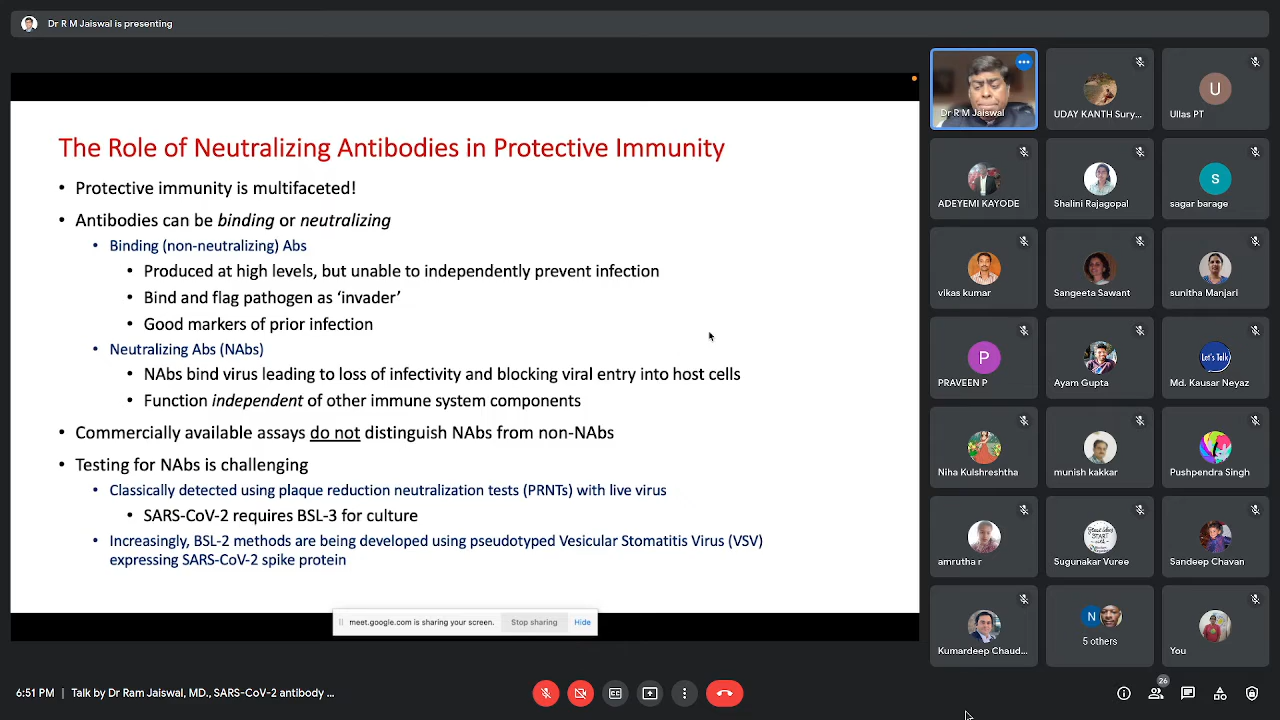 Dr R M Jaiswal is presenting
The Role of Neutralizing Antibodies in Protective Immunity
• Protective immunity is multifaceted!
• Antibodies can be binding or neutralizing
• Binding (non-neutralizing) Abs
• Produced at high levels, but unable to independently prevent infection
• Bind and flag pathogen as ‘invader’
• Good markers of prior infection
• Neutralizing Abs (NAbs)
• NAbs bind virus leading to loss of infectivity and blocking viral entry into host cells
• Function independent of other immune system components
• Commercially available assays do not distinguish NAbs from non-NAbs
• Testing for NAbs is challenging
• Classically detected using plaque reduction neutralization tests (PRNTs) with live virus
• SARS-CoV-2 requires BSL-3 for culture
• Increasingly, BSL-2 methods are being developed using pseudotyped Vesicular Stomatitis Virus (VSV)
expressing SARS-CoV-2 spike protein
meet.google.com is sharing your screen. Stop sharing Hide
Dr R M Jaiswal
UDAY KANTH Sury...
U
Ullas PT
ADEYEMI KAYODE
Shalini Rajagopal
S
sagar barage
vikas kumar
Sangeeta Sawant
sunitha Manjari
P
PRAVEEN P
Ayam Gupta
Let's Talk
Md. Kausar Neyaz
Niha Kulshreshtha
munish kakkar
Pushpendra Singh
amrutha r
START
Sugunakar Vuree
Sandeep Chavan
Kumardeep Chaud...
N
5 others
You
6:51 PM | Talk by Dr Ram Jaiswal, MD., SARS-CoV-2 antibody ...
26